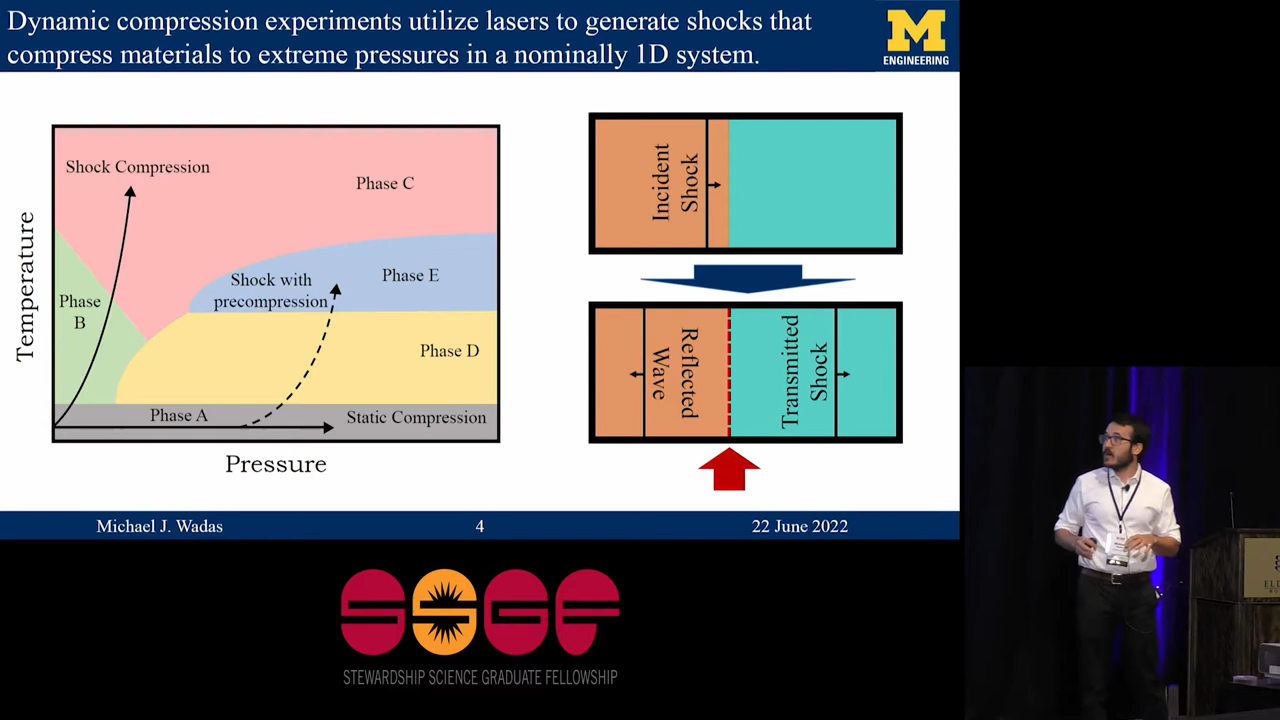 Dynamic compression experiments utilize lasers to generate shocks that
compress materials to extreme pressures in a nominally 1D system.
M
ENGINEERING
Temperature
Shock Compression
Phase C
Phase
B
Shock with
precompression
Phase E
Phase D
Phase A
Static Compression
Pressure
Incident
Shock
Reflected
Wave
Transmitted
Shock
Michael J. Wadas
4
22 June 2022
SSGF
STEWARDSHIP SCIENCE GRADUATE FELLOWSHIP